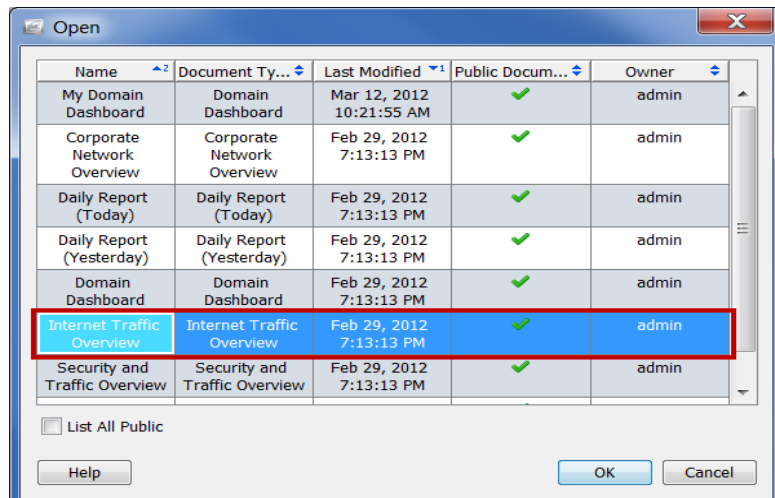 Open
Name 2 Document Ty... Last Modified 1 Public Docum... Owner
My Domain Dashboard Domain Dashboard Mar 12, 2012 10:21:55 AM admin
Corporate Network Overview Corporate Network Overview Feb 29, 2012 7:13:13 PM admin
Daily Report (Today) Daily Report (Today) Feb 29, 2012 7:13:13 PM admin
Daily Report (Yesterday) Daily Report (Yesterday) Feb 29, 2012 7:13:13 PM admin
Domain Dashboard Domain Dashboard Feb 29, 2012 7:13:13 PM admin
Internet Traffic Overview Internet Traffic Overview Feb 29, 2012 7:13:13 PM admin
Security and Traffic Overview Security and Traffic Overview Feb 29, 2012 7:13:13 PM admin
List All Public
Help OK Cancel